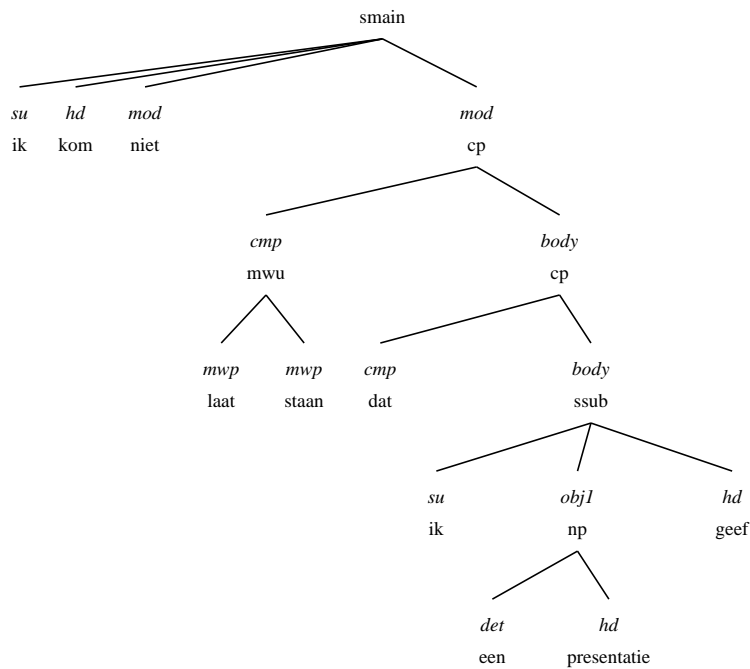 smain
su hd mod mod
ik kom niet cp
cmp body
mwu cp
mwp mwp cmp body
laat staan dat ssub
su obj1 hd
ik np geef
det hd
een presentatie